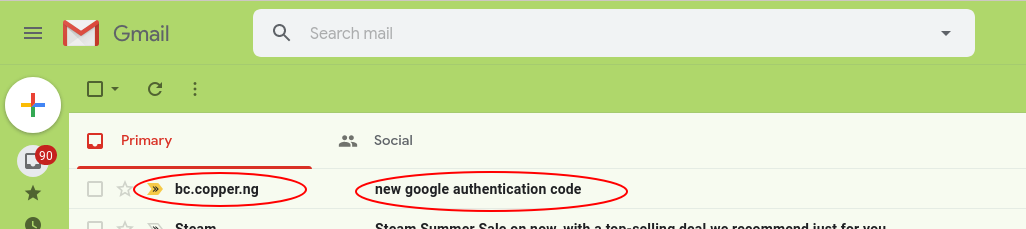 Gmail
Search mail
90
Primary Social
bc.copper.ng new google authentication code
Steam Steam Summer Sale on now, with a top-selling deal we recommend just for you